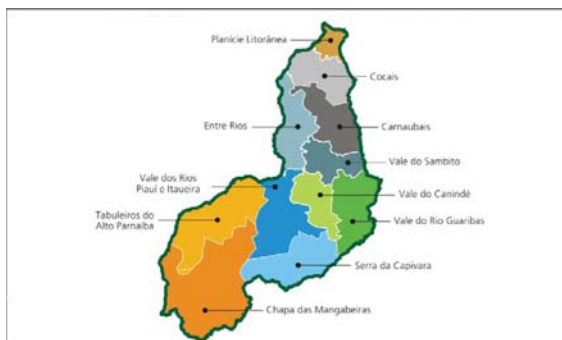 Planície Litorânea
Cocais
Entre Rios
Carnaubais
Vale do Sambito
Vale dos Rios
Piauí e Itaueira
Vale do Canindé
Tabuleiros do
Alto Parnaíba
Vale do Rio Guaribas
Serra da Capivara
Chapa das Mangabeiras